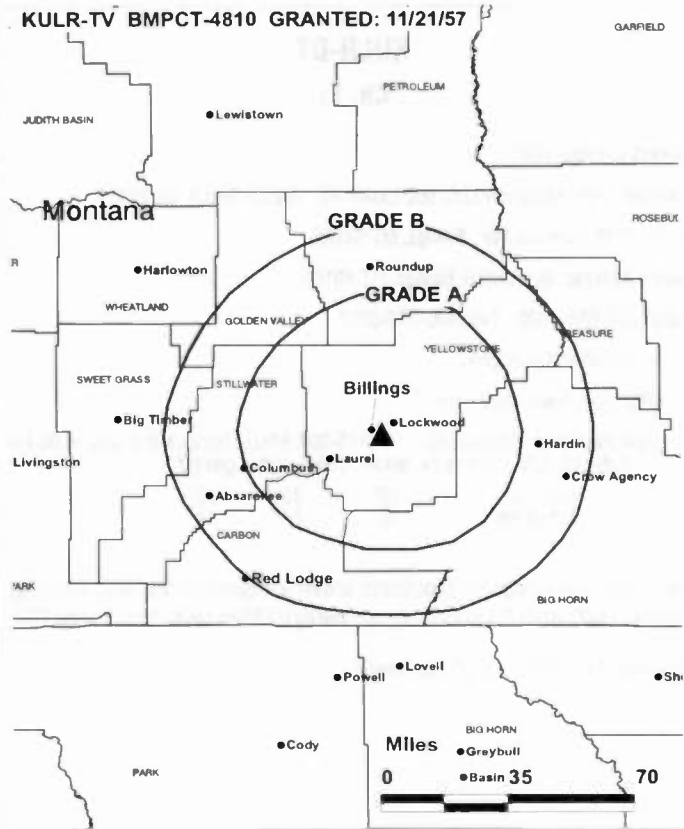 KULR-TV BMPCT-4810 GRANTED: 11/21/57
GARFIELD
PETROLEUM
JUDITH BASIN
Lewistown
Montana
GRADE B
ROSEBUD
Harlowton
Roundup
WHEATLAND
GRADE A
GOLDEN VALLEY
TREASURE
YELLOWSTONE
SWEET GRASS
STILLWATER
Billings
Big Timber
Lockwood
Livingston
Laurel
Hardin
Columbus
Crow Agency
Absarokee
CARBON
PARK
Red Lodge
BIG HORN
Powell
Lovell
Sh
BIG HORN
Cody
Miles
Greybull
PARK
Basin
0 35 70